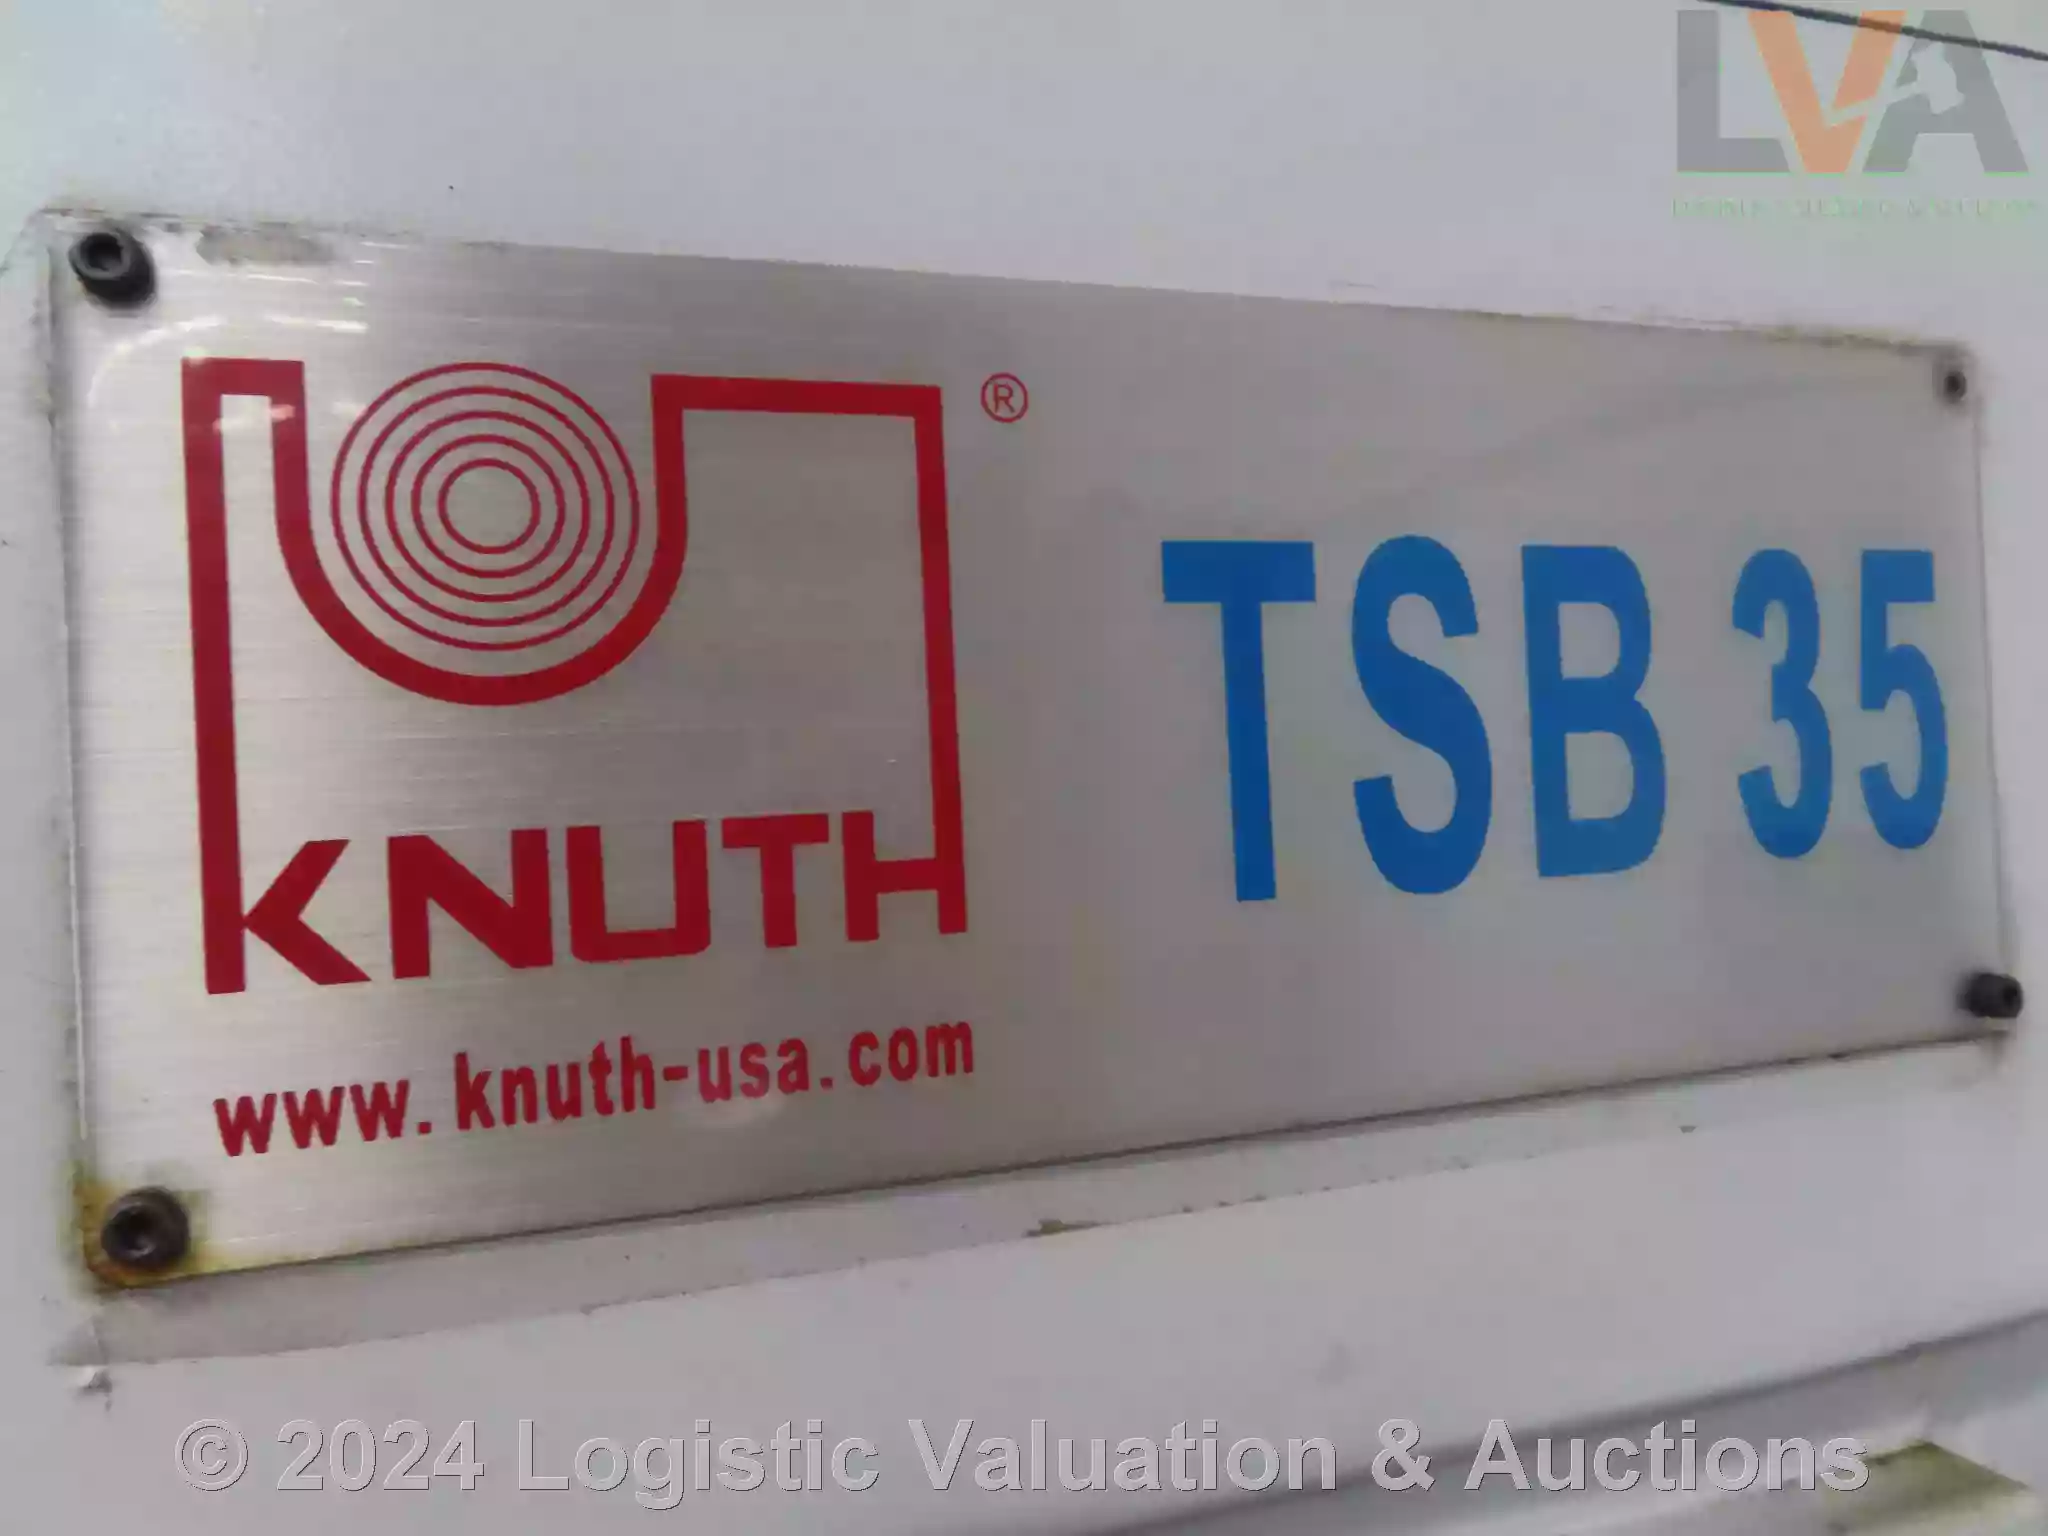 LVA
®
KNUTH
TSB 35
www.knuth-usa.com
© 2024 Logistic Valuation & Auctions